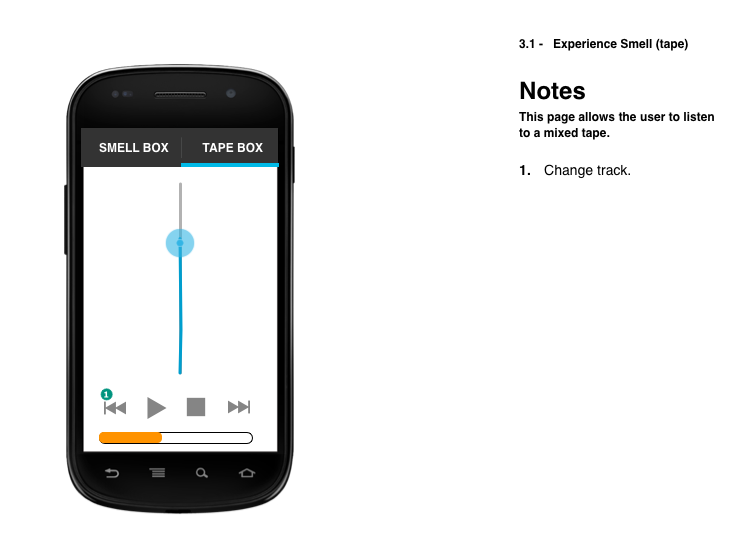 3.1 - Experience Smell (tape)
Notes
This page allows the user to listen
to a mixed tape.
1. Change track.
SMELL BOX TAPE BOX
1